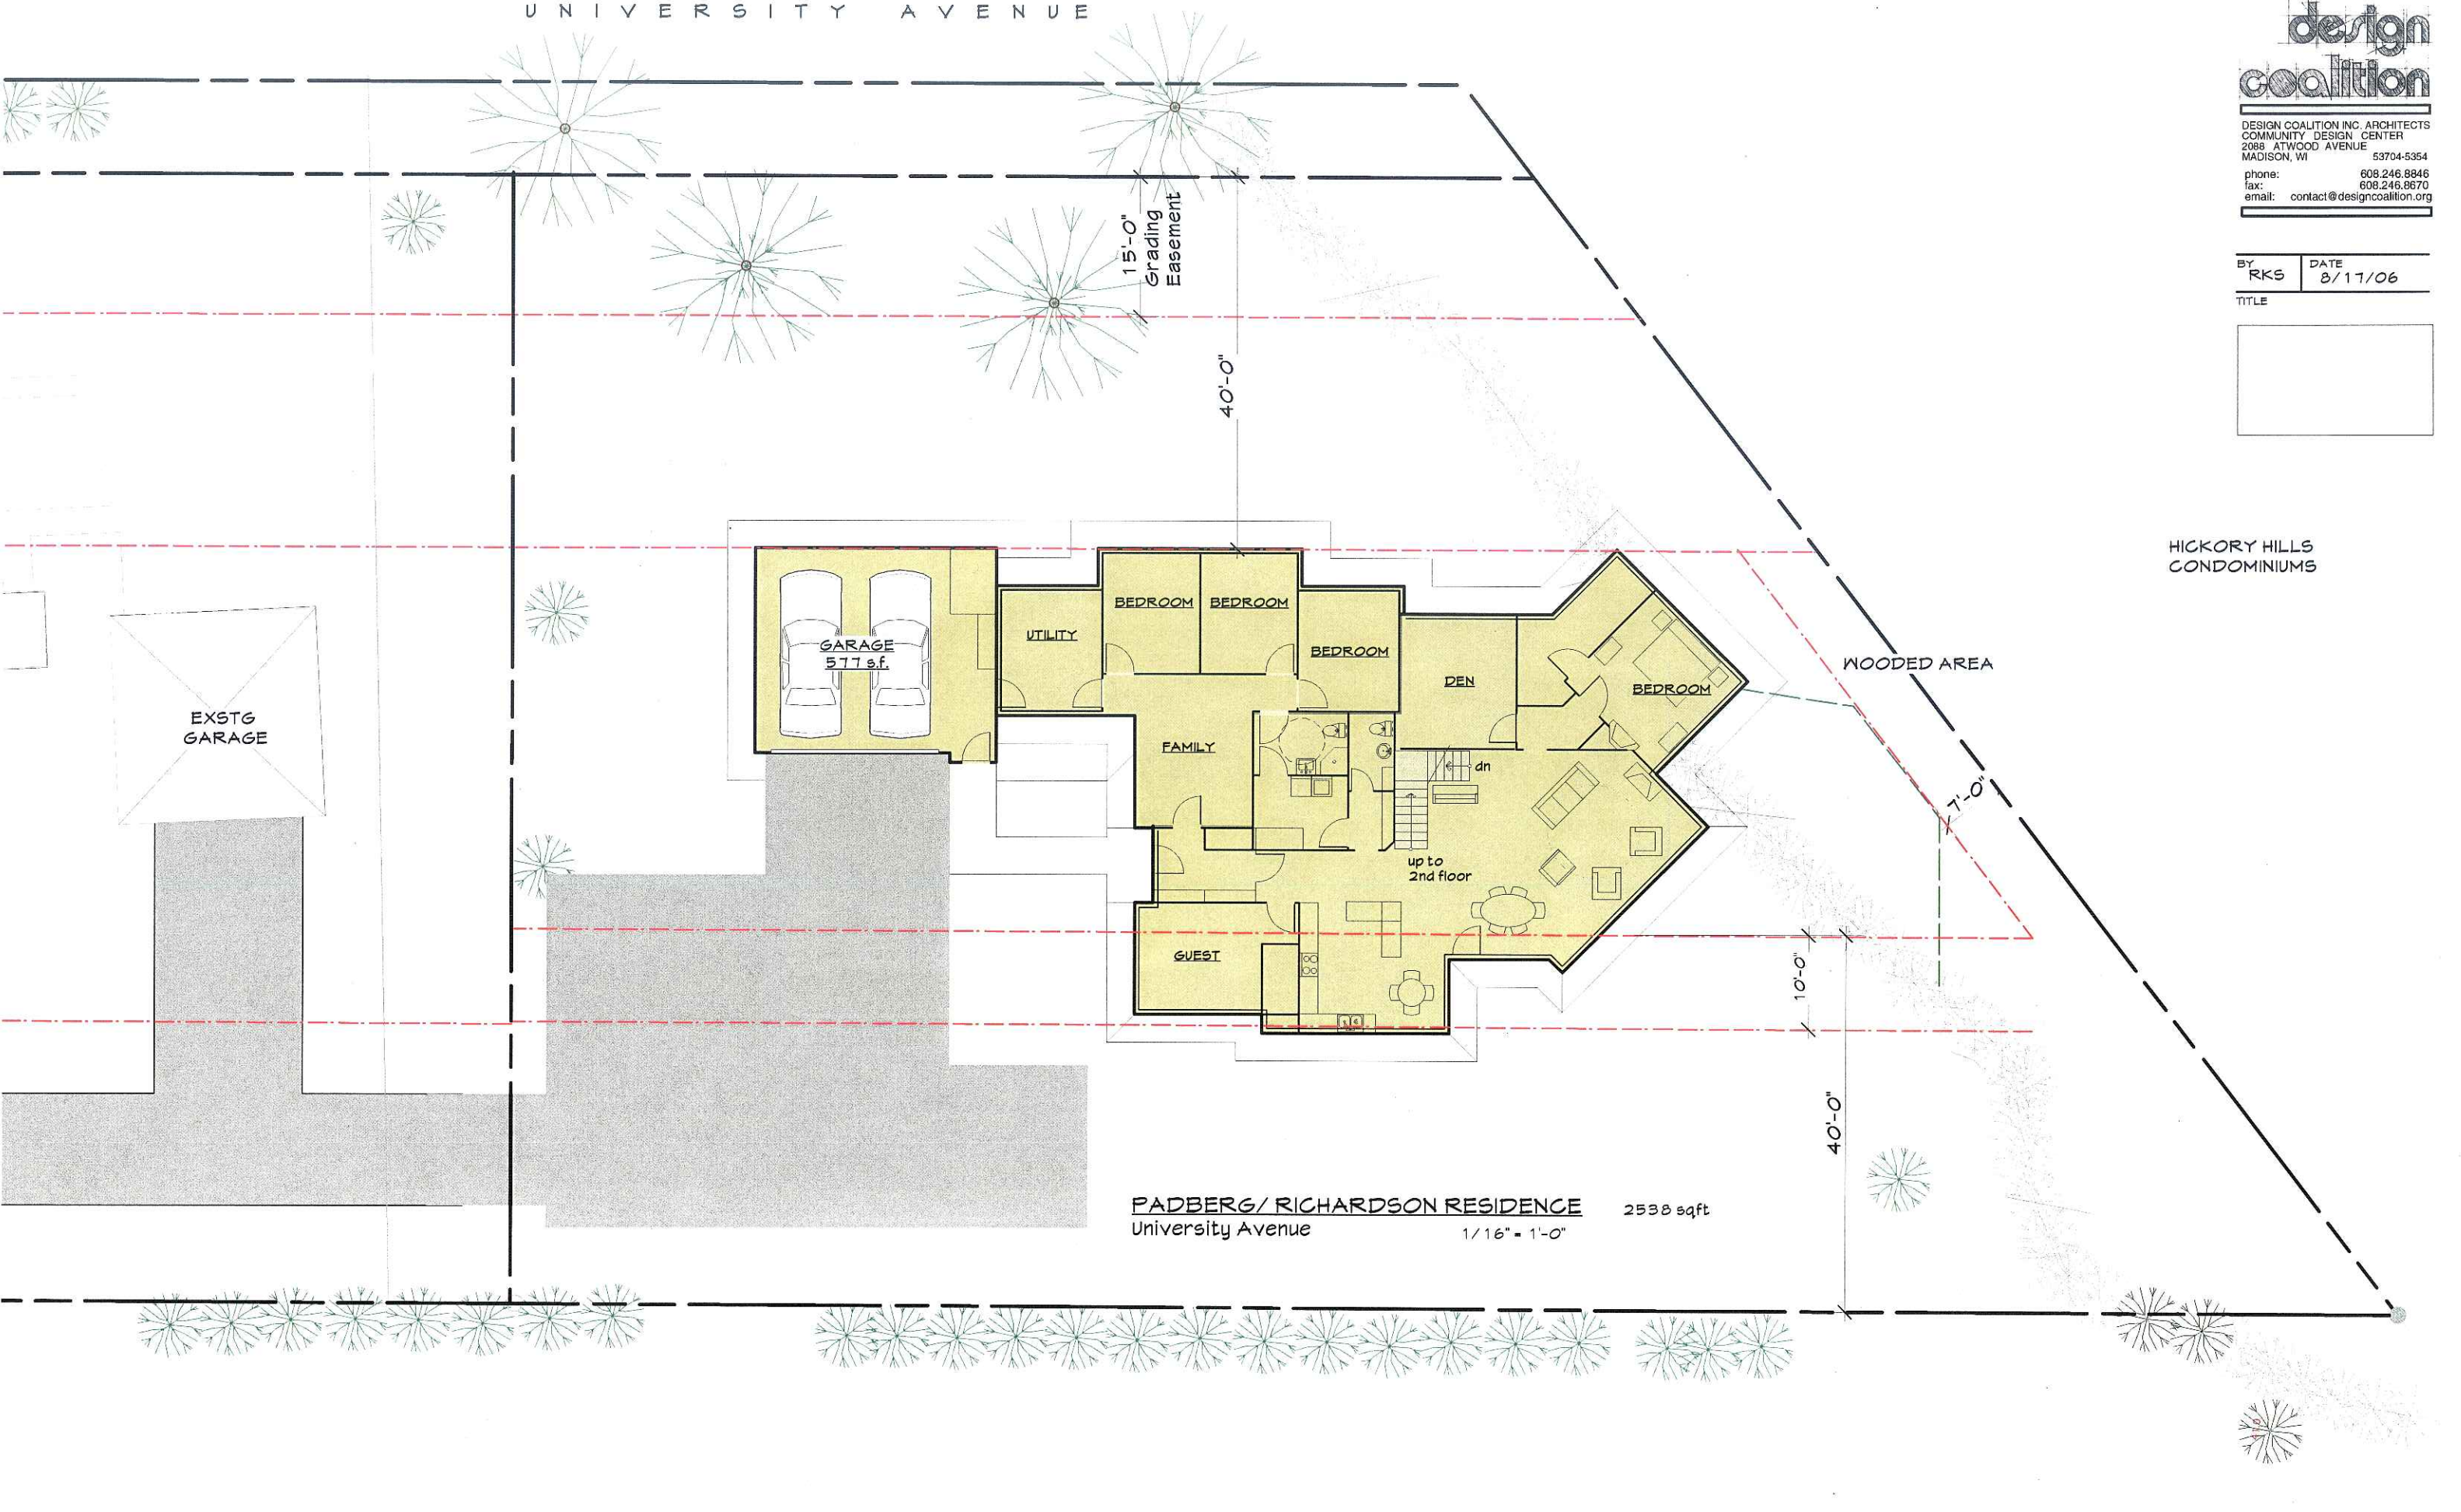 UNIVERSITY AVENUE
design
coalition
DESIGN COALITION INC. ARCHITECTS
COMMUNITY DESIGN CENTER
2088 ATWOOD AVENUE
MADISON, WI 53704-5354
phone: 608.246.8846
fax: 608.246.8670
email: contact@designcoalition.org
BY
RKS
DATE
8/17/06
TITLE
15'-0"
Grading
Easement
40'-0"
HICKORY HILLS
CONDOMINIUMS
WOODED AREA
7'-0"
EXSTG
GARAGE
GARAGE
577 s.f.
UTILITY
BEDROOM
BEDROOM
BEDROOM
DEN
BEDROOM
FAMILY
dn
up to
2nd floor
GUEST
10'-0"
40'-0"
PADBERG/ RICHARDSON RESIDENCE 2538 sqft
University Avenue 1/16" = 1'-0"